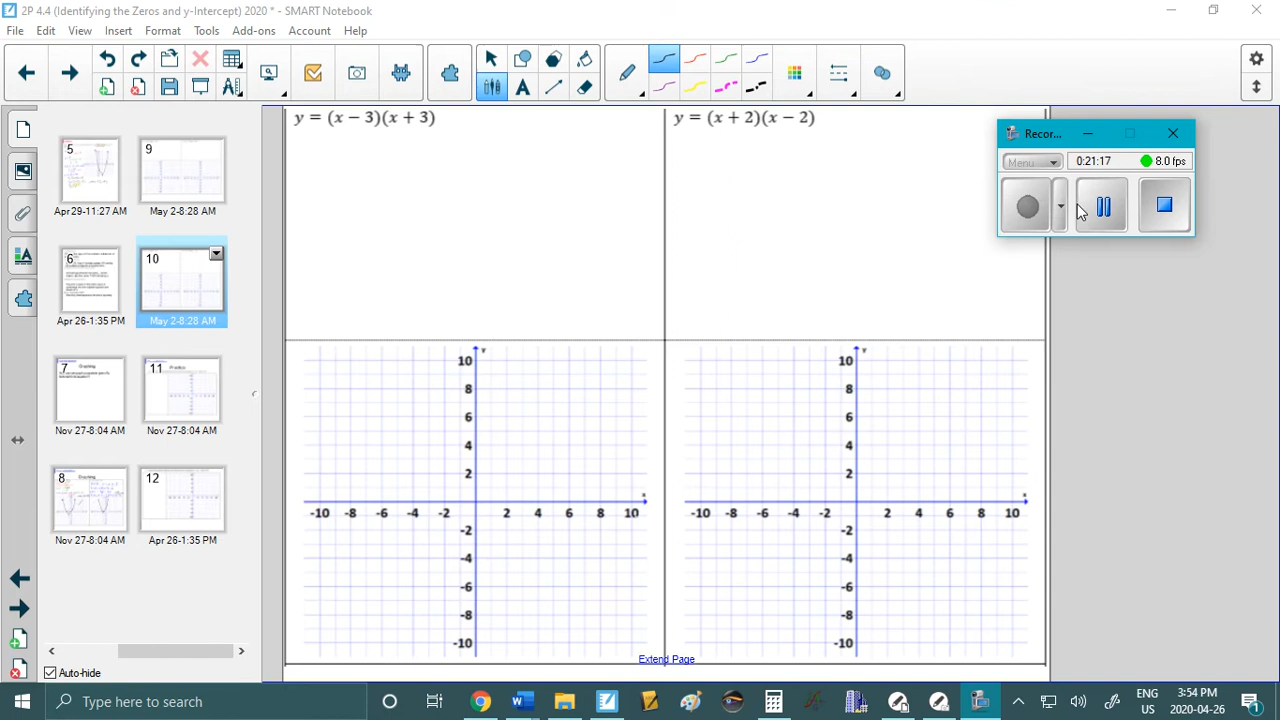 2P 4.4 (Identifying the Zeros and y-Intercept) 2020 * - SMART Notebook
File Edit View Insert Format Tools Add-ons Account Help
y = (x − 3)(x + 3)
y = (x + 2)(x − 2)
Recor...
Menu
0:21:17
8.0 fps
5
Apr29-11:27 AM
9
May 2-8:28 AM
6
Apr 26-1:35 PM
10
May 2-8:28 AM
7
Graphing
Nov 27-8:04 AM
11
Practice
Nov 27-8:04 AM
8
Graphing
Nov 27-8:04 AM
12
Apr 26-1:35 PM
Auto-hide
Y
10
8
6
4
2
x
-10 -8 -6 -4 -2 2 4 6 8 10
-2
-4
-6
-8
-10
Y
10
8
6
4
2
x
-10 -8 -6 -4 -2 2 4 6 8 10
-2
-4
-6
-8
-10
Extend Page
Type here to search
ENG
US
3:54 PM
2020-04-26